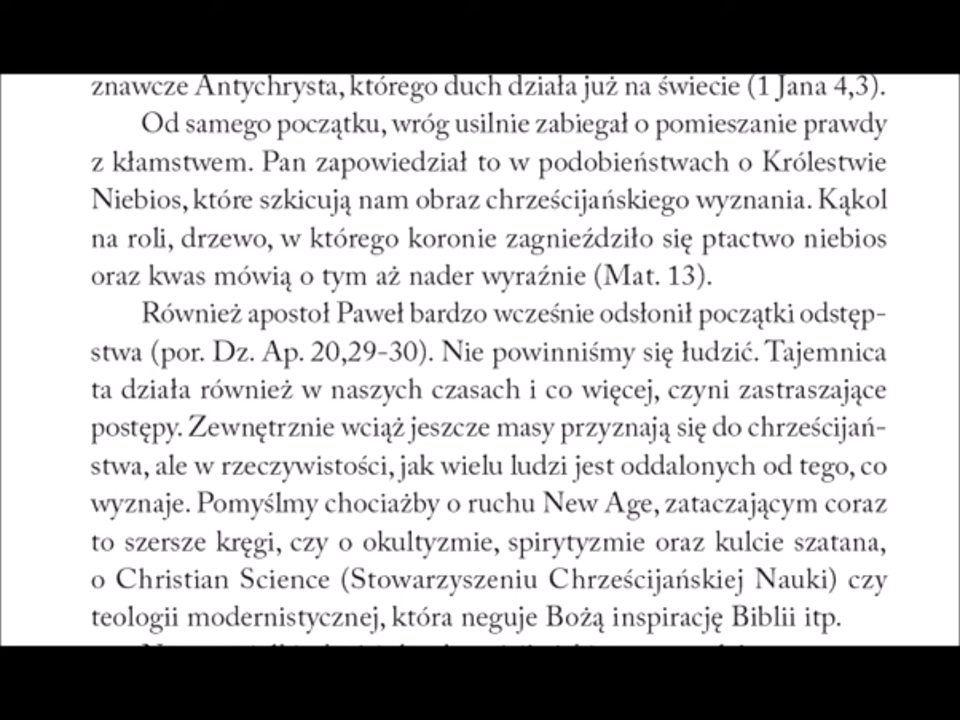 znawcze Antychrysta, którego duch działa już na świecie (1 Jana 4,3).
Od samego początku, wróg usilnie zabiegał o pomieszanie prawdy
z kłamstwem. Pan zapowiedział to w podobieństwach o Królestwie
Niebios, które szkicują nam obraz chrześcijańskiego wyznania. Kąkol
na roli, drzewo, w którego koronie zagnieździło się ptactwo niebios
oraz kwas mówią o tym aż nader wyraźnie (Mat. 13).
Również apostoł Paweł bardzo wcześnie odsłonił początki odstęp-
stwa (por. Dz. Ap. 20,29-30). Nie powinniśmy się łudzić. Tajemnica
ta działa również w naszych czasach i co więcej, czyni zastraszające
postępy. Zewnętrznie wciąż jeszcze masy przyznają się do chrześcijań-
stwa, ale w rzeczywistości, jak wielu ludzi jest oddalonych od tego, co
wyznaje. Pomyślmy chociażby o ruchu New Age, zataczającym coraz
to szersze kręgi, czy o okultyzmie, spirytyzmie oraz kulcie szatana,
o Christian Science (Stowarzyszeniu Chrześcijańskiej Nauki) czy
teologii modernistycznej, która neguje Bożą inspirację Biblii itp.